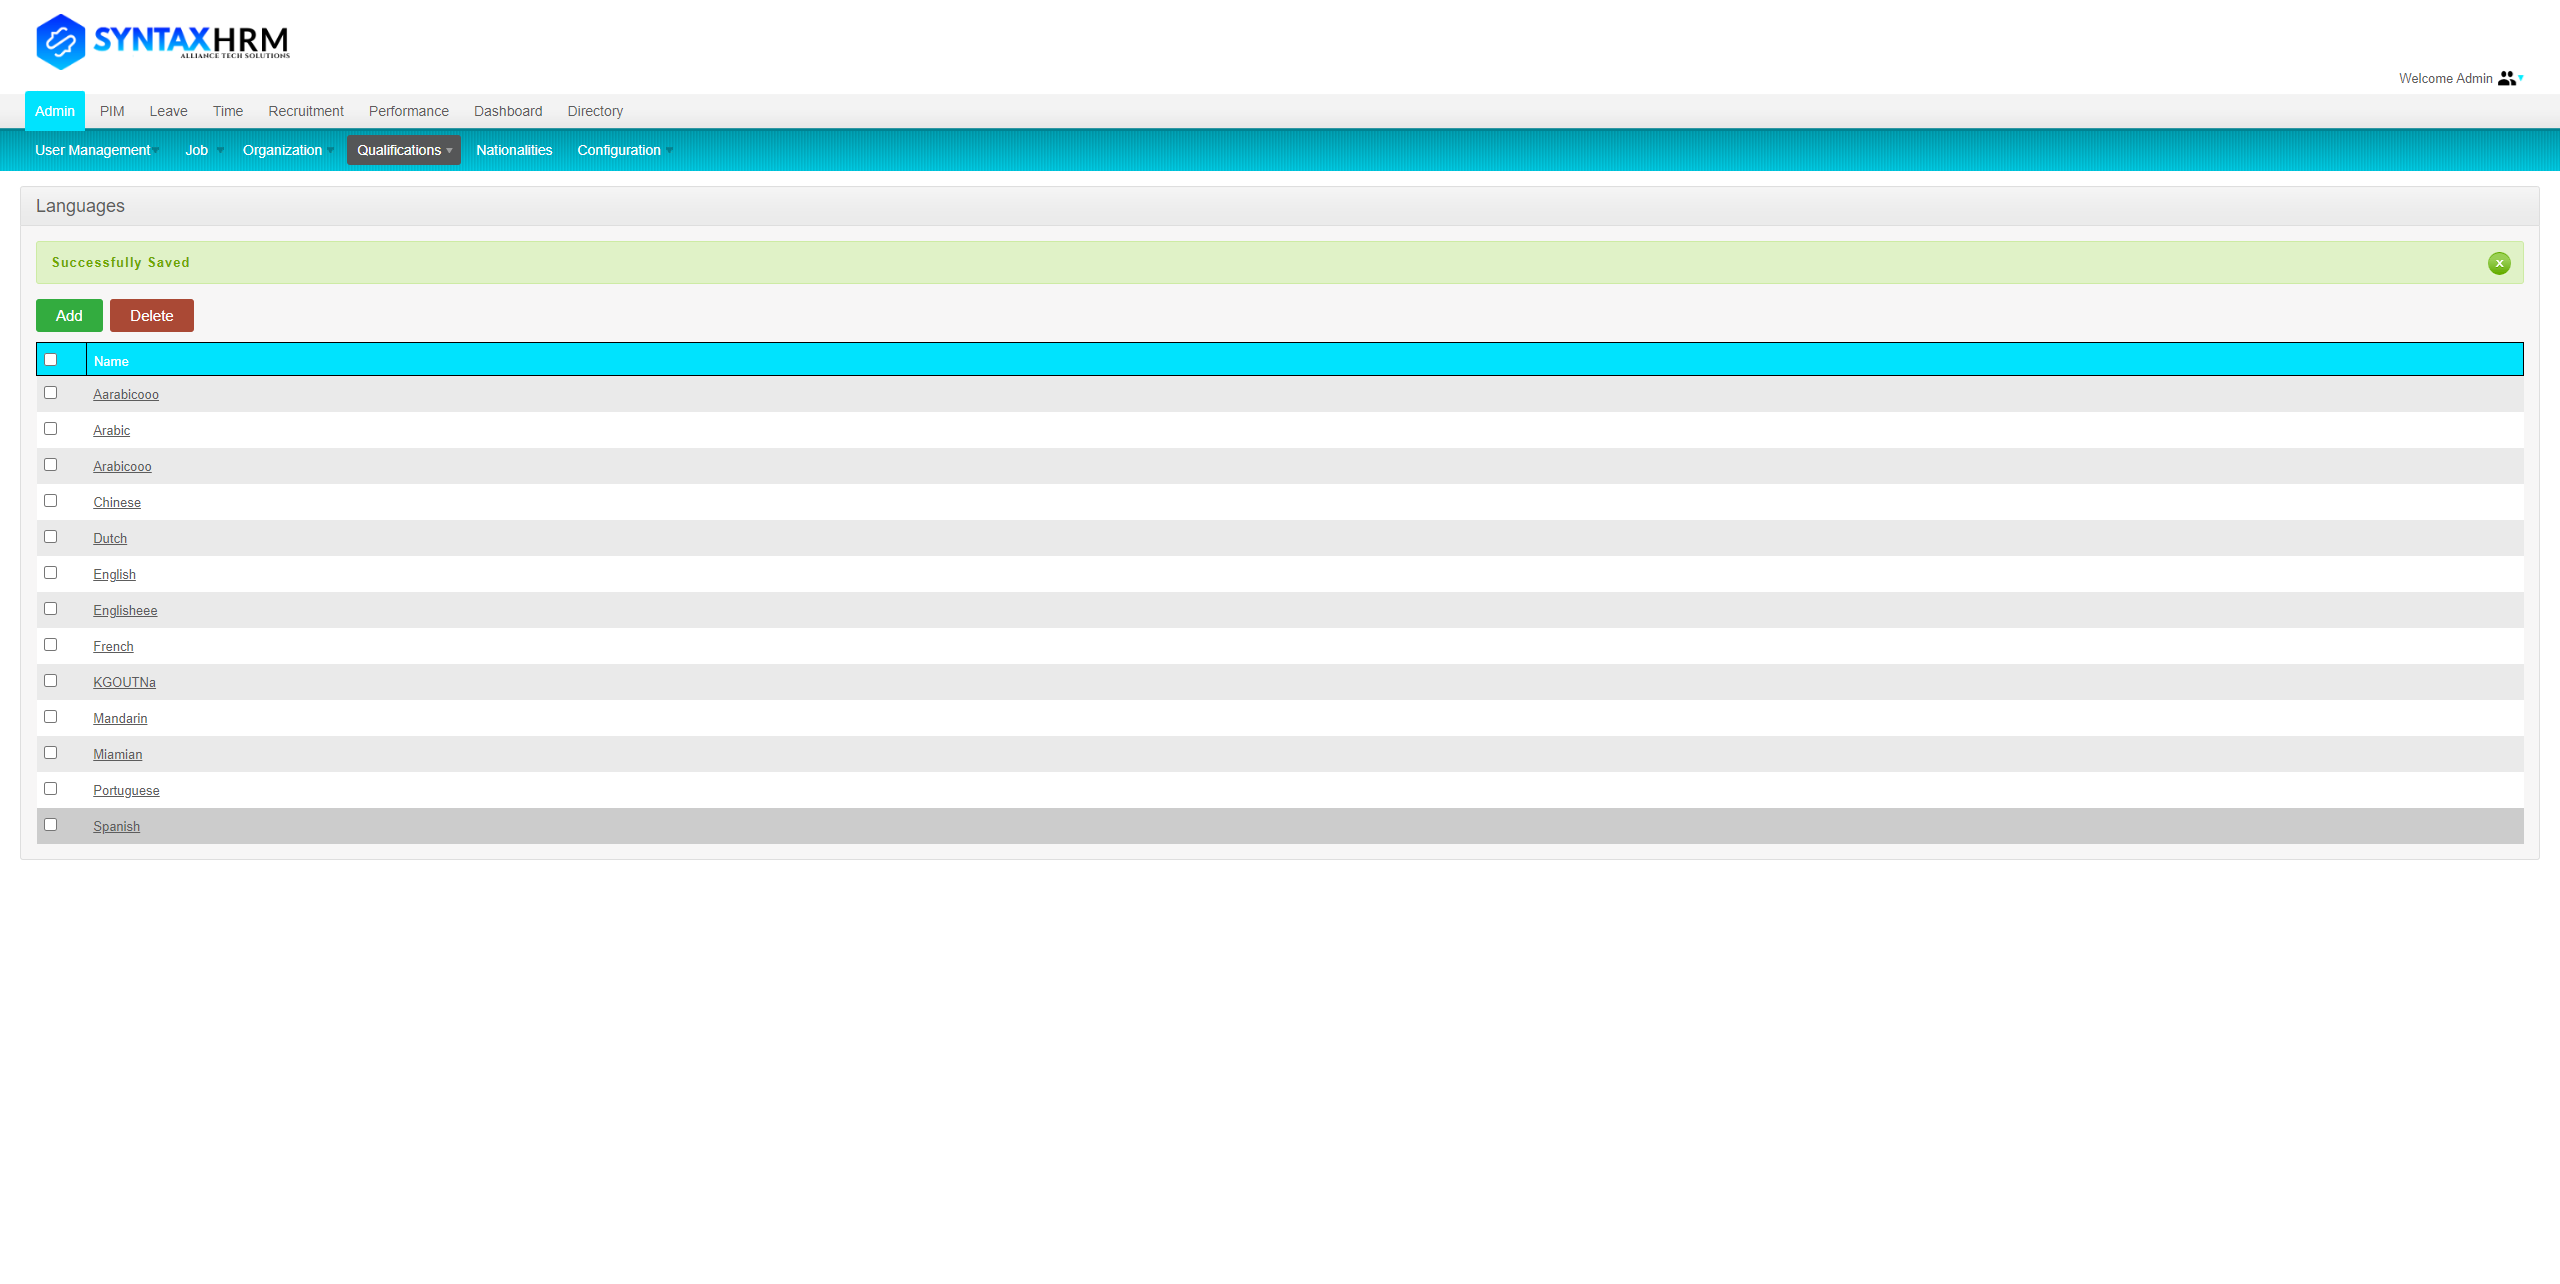 SYNTAXHRM
ALLIANCE TECH SOLUTIONS
Welcome Admin
Admin PIM Leave Time Recruitment Performance Dashboard Directory
User Management Job Organization Qualifications Nationalities Configuration
Languages
Successfully Saved
Add Delete
Name
Aarabicooo
Arabic
Arabicooo
Chinese
Dutch
English
Englisheee
French
KGOUTNa
Mandarin
Miamian
Portuguese
Spanish